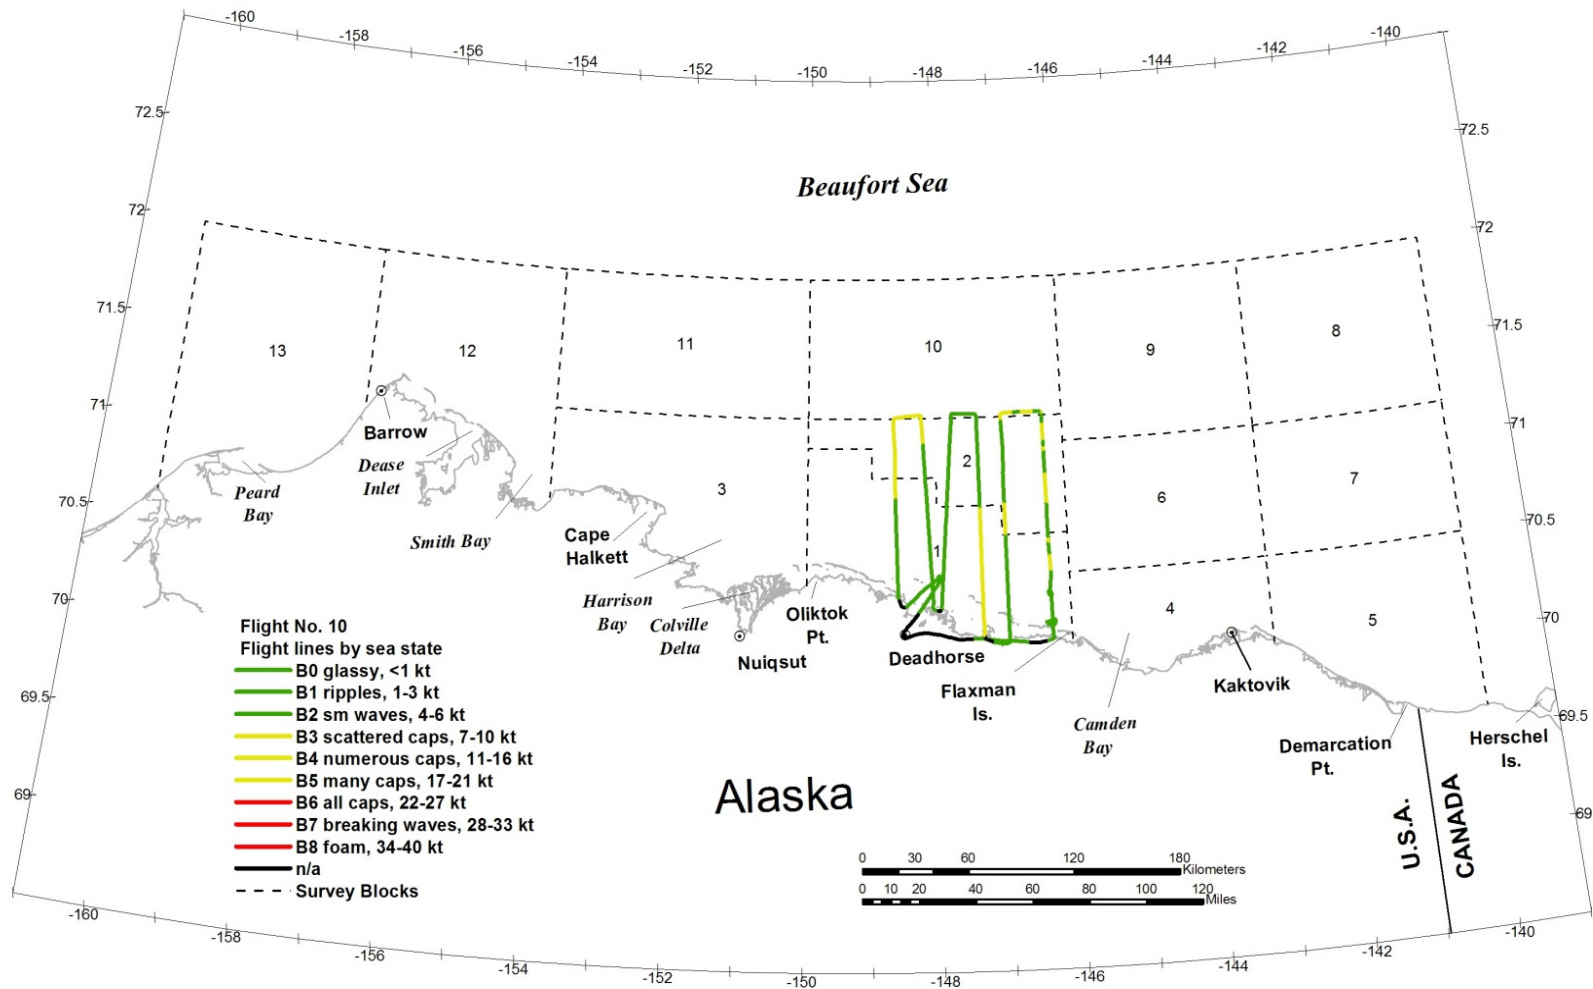 -160
-158
-156
-154
-152
-150
-148
-146
-144
-142
-140
72.5
72.5
72
72
Beaufort Sea
71.5
71.5
13
12
11
10
9
8
71
71
Barrow
Dease
Inlet
Peard
Bay
Smith Bay
3
2
6
7
70.5
70.5
Cape
Halkett
1
Harrison
Bay
Colville
Delta
Oliktok
Pt.
Nuiqsut
Deadhorse
Flaxman
Is.
4
5
70
70
Kaktovik
Camden
Bay
Demarcation
Pt.
Herschel
Is.
69.5
69.5
Flight No. 10
Flight lines by sea state
B0 glassy, <1 kt
B1 ripples, 1-3 kt
B2 sm waves, 4-6 kt
B3 scattered caps, 7-10 kt
B4 numerous caps, 11-16 kt
B5 many caps, 17-21 kt
B6 all caps, 22-27 kt
B7 breaking waves, 28-33 kt
B8 foam, 34-40 kt
n/a
Survey Blocks
Alaska
U.S.A.
CANADA
69
69
0 30 60 120 180
Kilometers
0 10 20 40 60 80 100 120
Miles
-160
-158
-156
-154
-152
-150
-148
-146
-144
-142
-140